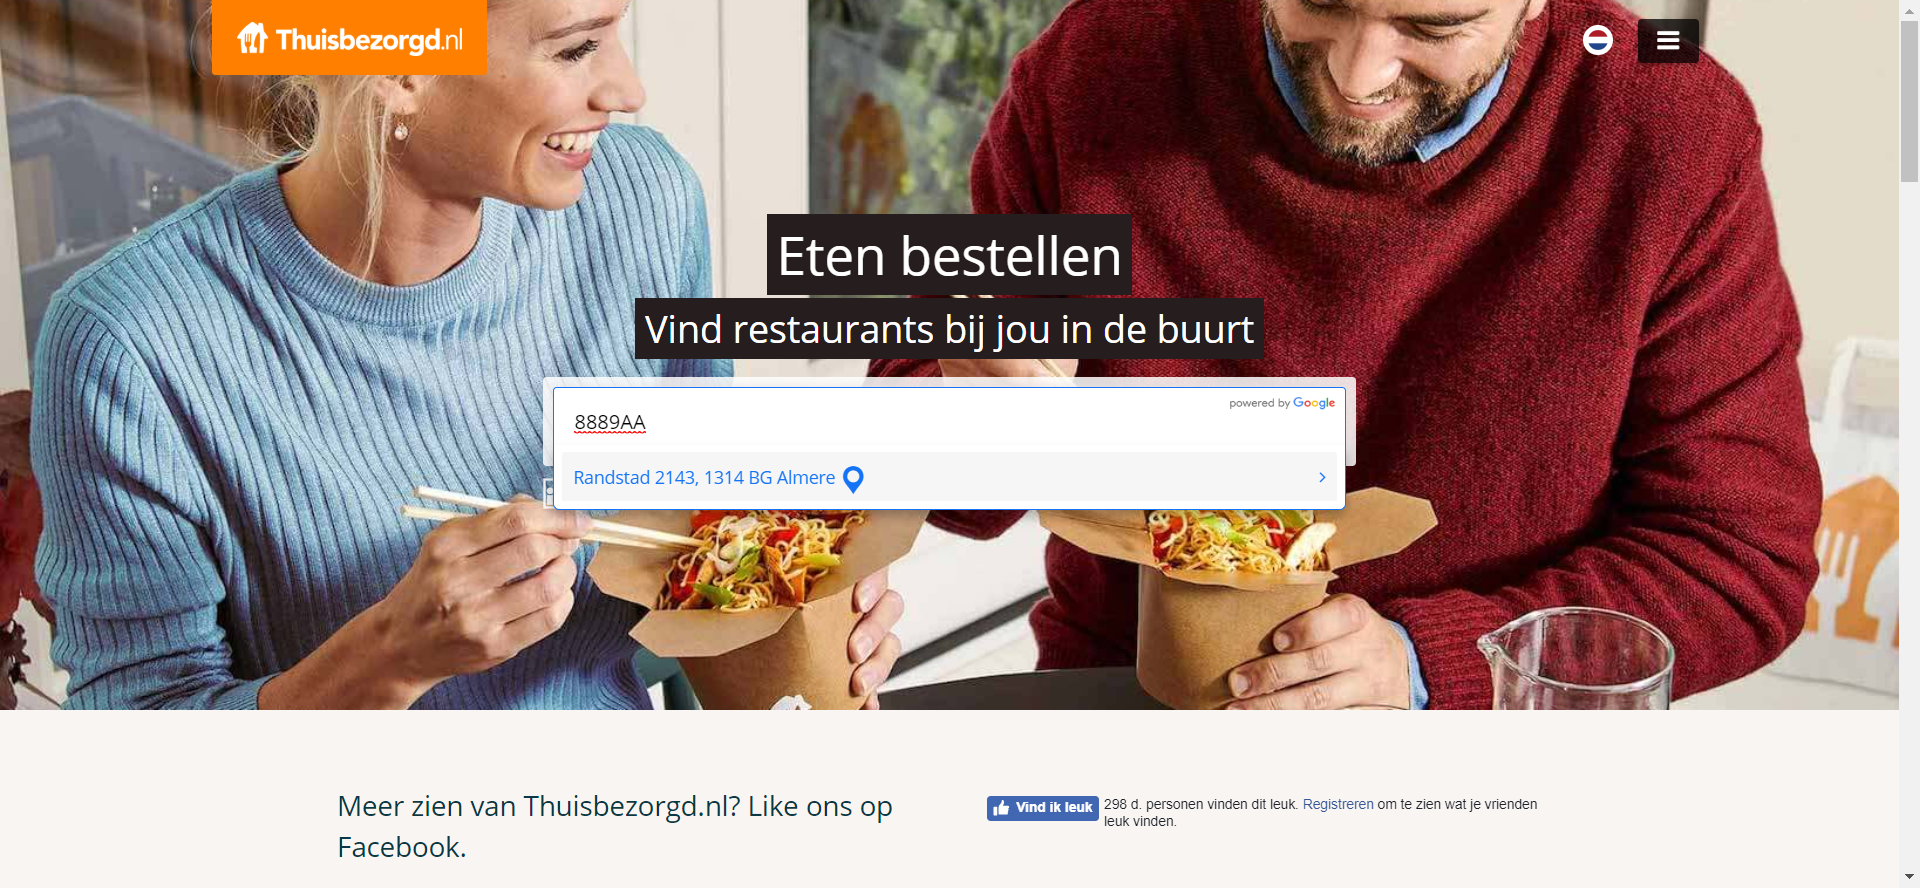 Thuisbezorgd.nl
Eten bestellen
Vind restaurants bij jou in de buurt
powered by Google
8889AA
Randstad 2143, 1314 BG Almere
Meer zien van Thuisbezorgd.nl? Like ons op
Facebook.
Vind ik leuk
298 d. personen vinden dit leuk. Registreren om te zien wat je vrienden
leuk vinden.